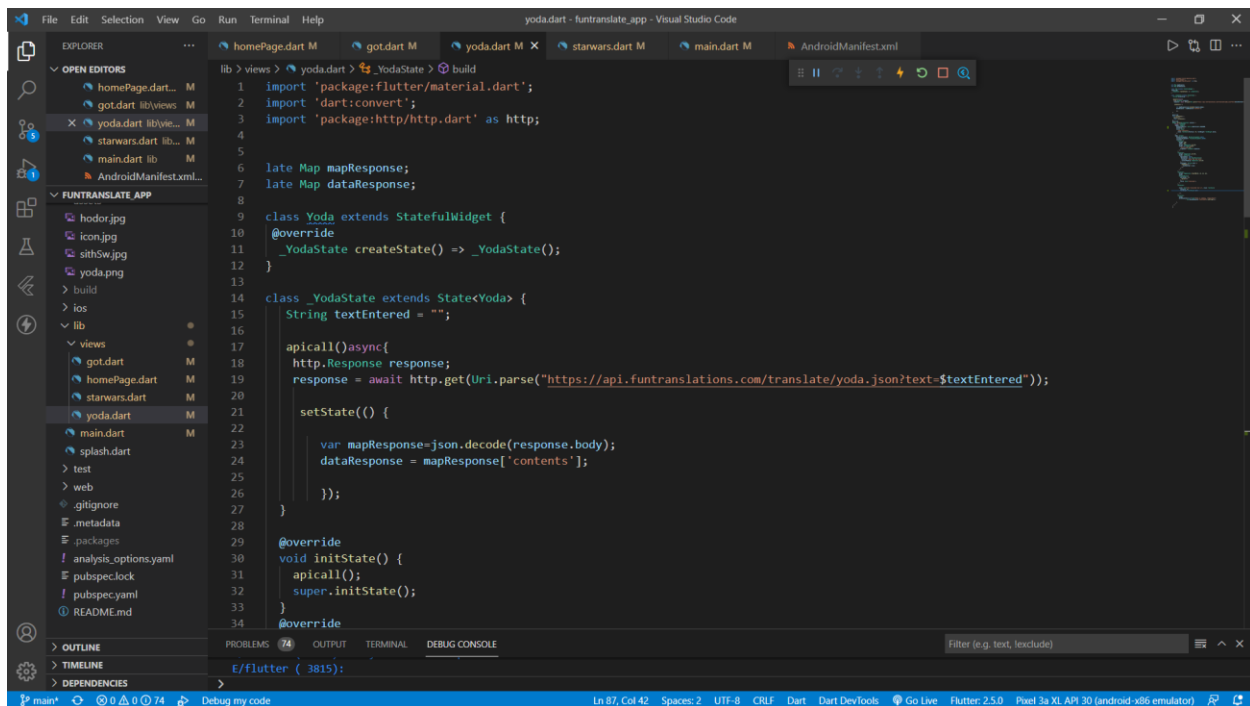 File Edit Selection View Go Run Terminal Help
yoda.dart - funtranslate_app - Visual Studio Code
EXPLORER
OPEN EDITORS
homePage.dart... M
got.dart lib\views M
yoda.dart lib\vie... M
starwars.dart lib... M
main.dart lib M
AndroidManifest.xml...
FUNTRANSLATE_APP
hodor.jpg
icon.jpg
sithSw.jpg
yoda.png
build
ios
lib
views
got.dart M
homePage.dart M
starwars.dart M
yoda.dart M
main.dart M
splash.dart
test
web
.gitignore
.metadata
.packages
analysis_options.yaml
pubspec.lock
pubspec.yaml
README.md
OUTLINE
TIMELINE
DEPENDENCIES
5
1
homePage.dart M got.dart M yoda.dart M starwars.dart M main.dart M AndroidManifest.xml
lib > views > yoda.dart > _YodaState > build
1 import 'package:flutter/material.dart';
2 import 'dart:convert';
3 import 'package:http/http.dart' as http;
4
5
6 late Map mapResponse;
7 late Map dataResponse;
8
9 class Yoda extends StatefulWidget {
10 @override
11 _YodaState createState() => _YodaState();
12 }
13
14 class _YodaState extends State<Yoda> {
15 String textEntered = "";
16
17 apicall()async{
18 http.Response response;
19 response = await http.get(Uri.parse("https://api.funtranslations.com/translate/yoda.json?text=$textEntered"));
20
21 setState(() {
22
23 var mapResponse=json.decode(response.body);
24 dataResponse = mapResponse['contents'];
25
26 });
27 }
28
29 @override
30 void initState() {
31 apicall();
32 super.initState();
33 }
34 @override
PROBLEMS 74 OUTPUT TERMINAL DEBUG CONSOLE
Filter (e.g. text, !exclude)
E/flutter ( 3815):
>
main* 0 0 74 Debug my code
Ln 87, Col 42 Spaces: 2 UTF-8 CRLF Dart Dart DevTools Go Live Flutter: 2.5.0 Pixel 3a XL API 30 (android-x86 emulator)